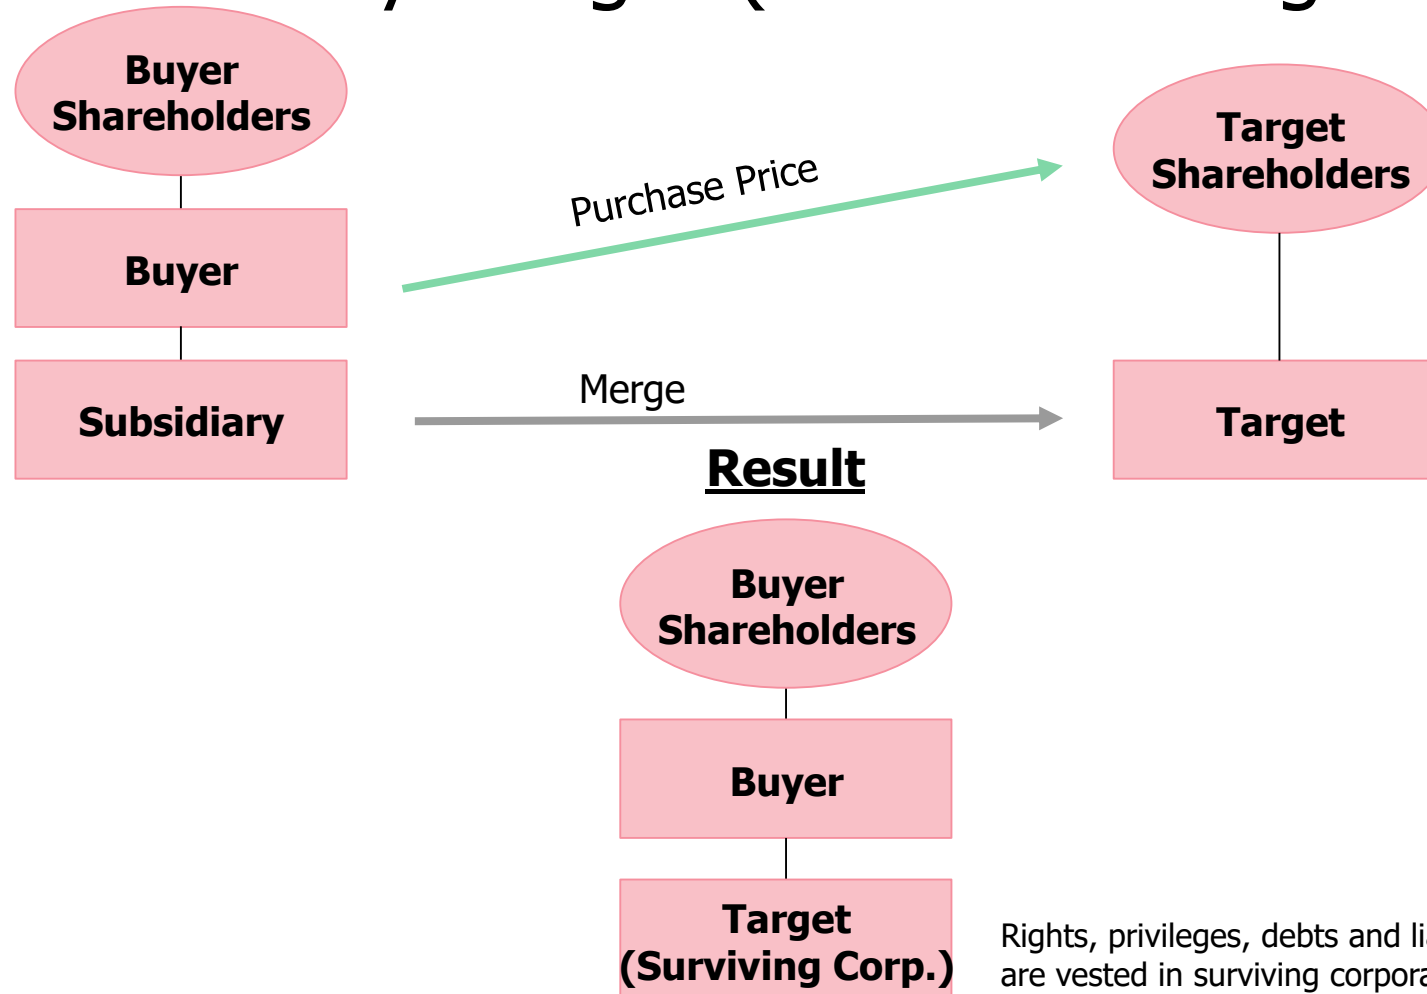 Buyer
Shareholders
Target
Shareholders
Purchase Price
Buyer
Merge
Subsidiary
Target
Result
Buyer
Shareholders
Buyer
Target
(Surviving Corp.)
Rights, privileges, debts and
are vested in surviving